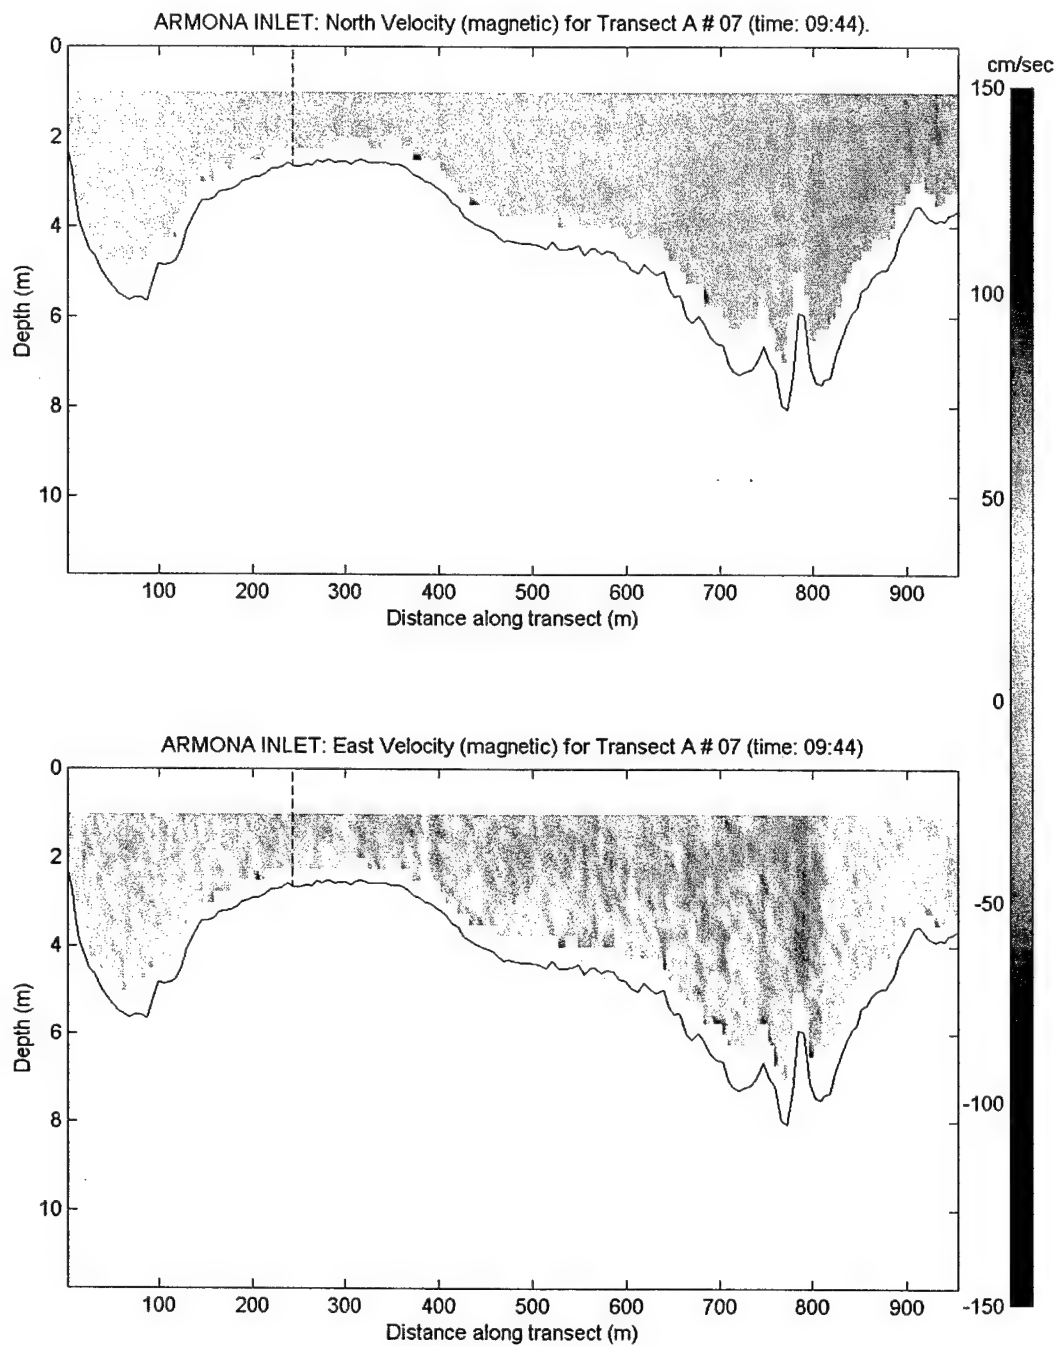 ARMONA INLET: North Velocity (magnetic) for Transect A # 07 (time: 09:44).
cm/sec
0
2
4
6
8
10
Depth (m)
100 200 300 400 500 600 700 800 900
Distance along transect (m)
150
100
50
0
-50
-100
-150
ARMONA INLET: East Velocity (magnetic) for Transect A # 07 (time: 09:44)
0
2
4
6
8
10
Depth (m)
100 200 300 400 500 600 700 800 900
Distance along transect (m)